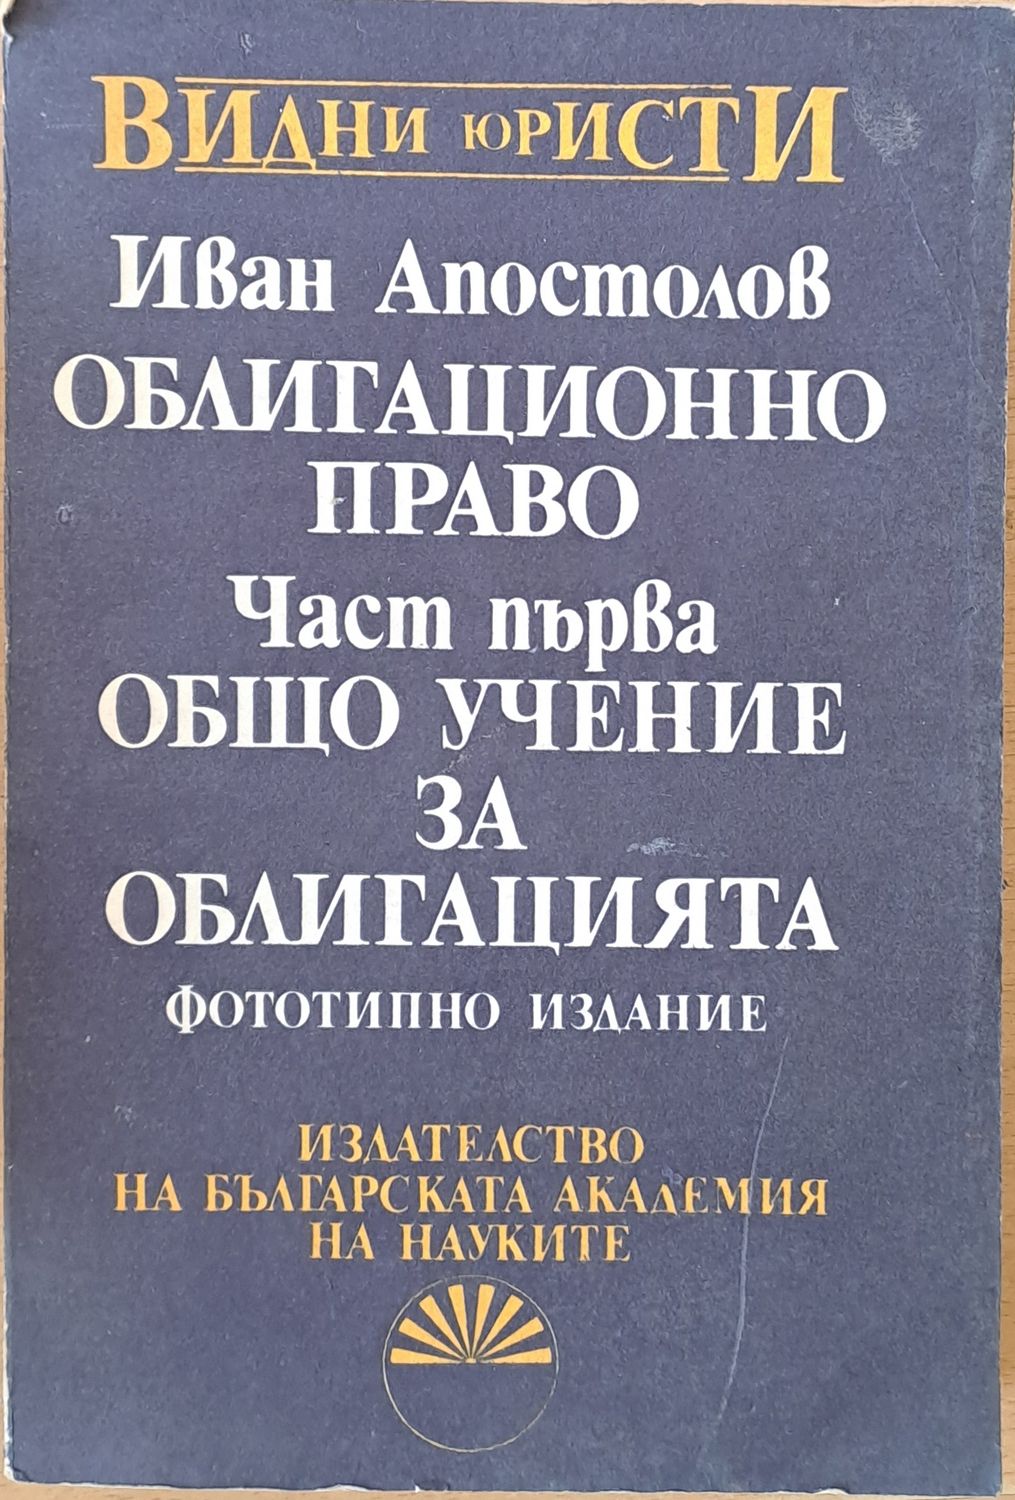 ВИДНИ ЮРИСТИ
Иван Апостолов
ОБЛИГАЦИОННО
ПРАВО
Част първа
ОБЩО УЧЕНИЕ
ЗА
ОБЛИГАЦИЯТА
ФОТОТИПНО ИЗДАНИЕ
ИЗДАТЕЛСТВО
НА БЪЛГАРСКАТА АКАДЕМИЯ
НА НАУКИТЕ